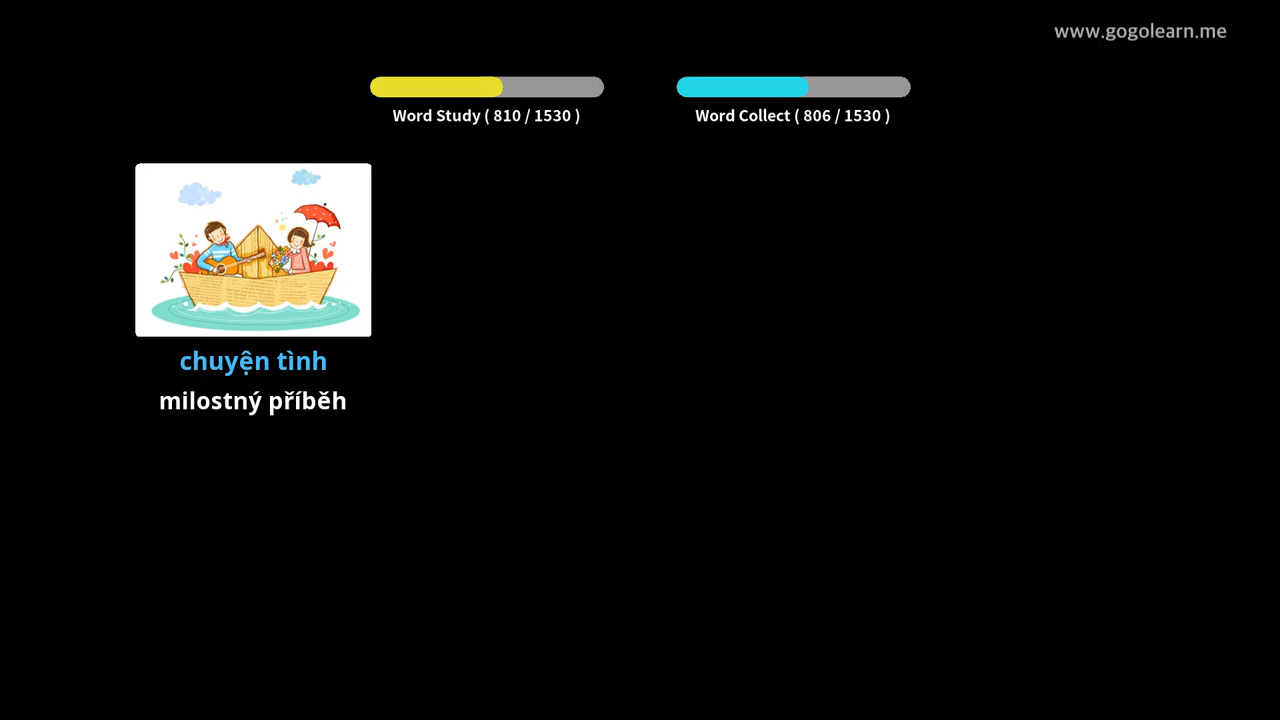 www.gogolearn.me
Word Study ( 810 / 1530 )
Word Collect ( 806 / 1530 )
chuyện tình
milostný příběh